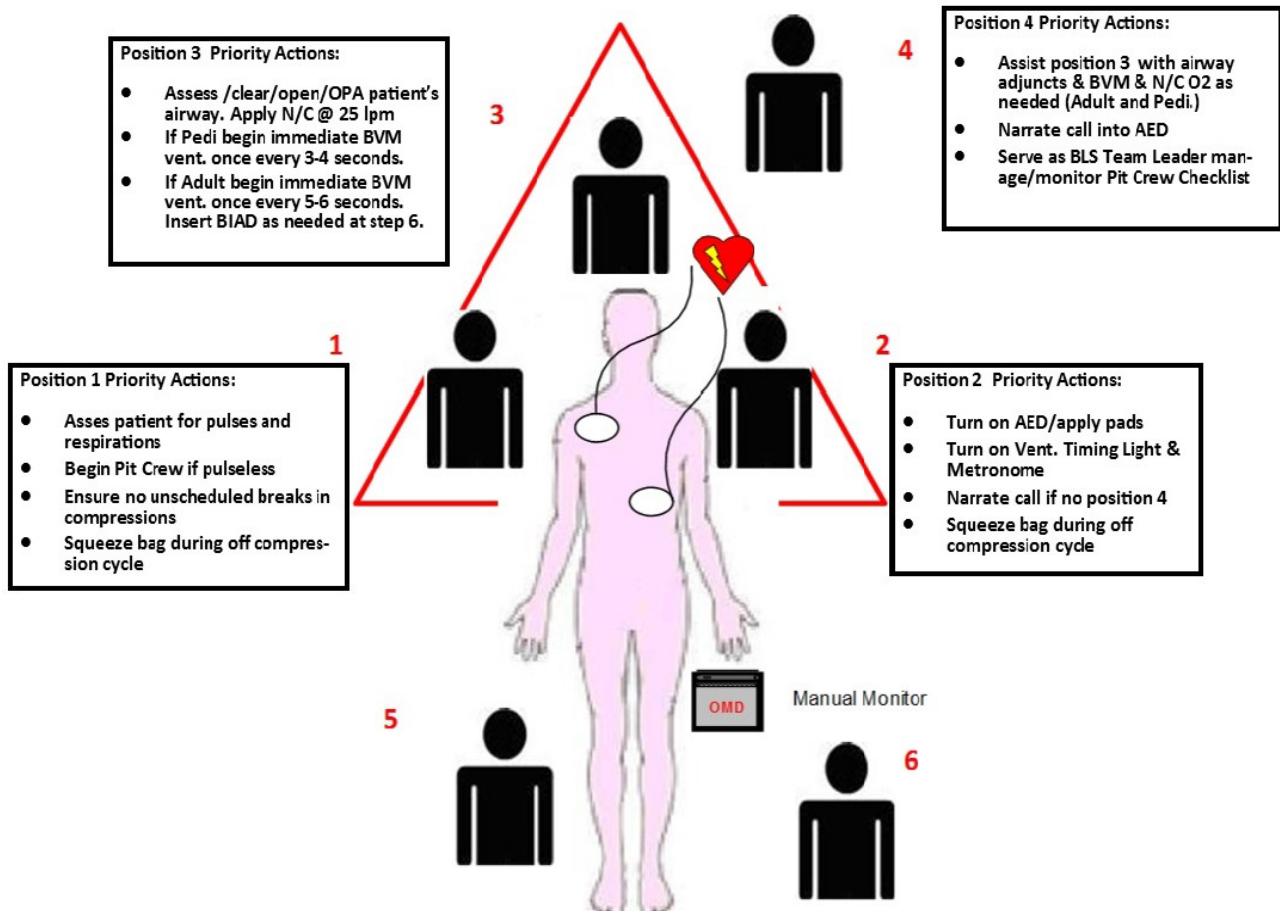 Position 3  Priority Actions:
● Assess /clear/open/OPA patient's
airway. Apply N/C @ 25 lpm
● If Pedi begin immediate BVM
vent. once every 3-4 seconds.
● If Adult begin immediate BVM
vent. once every 5-6 seconds.
Insert BIAD as needed at step 6.
3
4
Position 4 Priority Actions:
● Assist position 3 with airway
adjuncts & BVM & N/C O2 as
needed (Adult and Pedi.)
● Narrate call into AED
● Serve as BLS Team Leader man-
age/monitor Pit Crew Checklist
1
Position 1 Priority Actions:
● Asses patient for pulses and
respirations
● Begin Pit Crew if pulseless
● Ensure no unscheduled breaks in
compressions
● Squeeze bag during off compres-
sion cycle
2
Position 2  Priority Actions:
● Turn on AED/apply pads
● Turn on Vent. Timing Light &
Metronome
● Narrate call if no position 4
● Squeeze bag during off
compression cycle
5
OMD
Manual Monitor
6